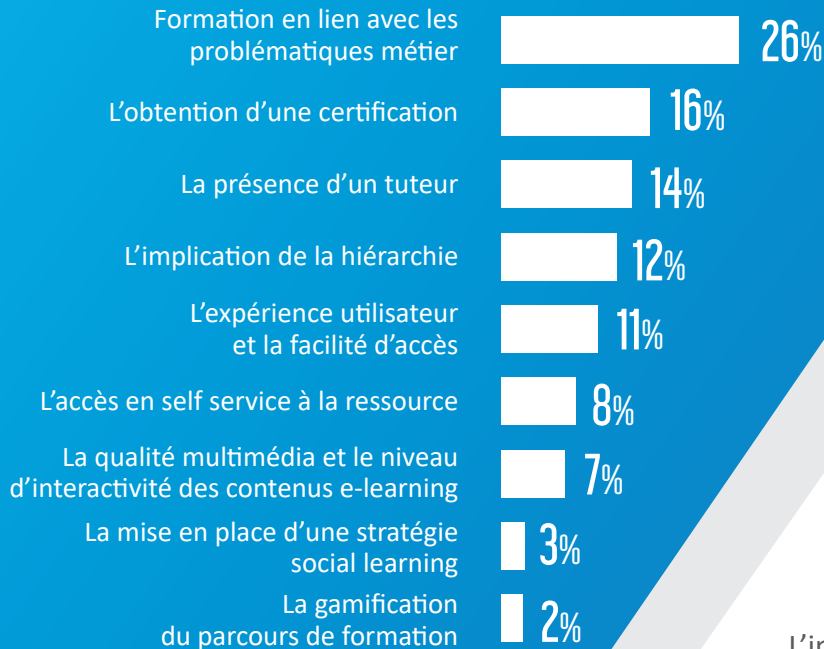 Formation en lien avec les
problématiques métier
26%
L'obtention d'une certification
16%
La présence d'un tuteur
14%
L'implication de la hiérarchie
12%
L'expérience utilisateur
et la facilité d'accès
11%
L'accès en self service à la ressource
8%
La qualité multimédia et le niveau
d'interactivité des contenus e-learning
7%
La mise en place d'une stratégie
social learning
3%
La gamification
du parcours de formation
2%